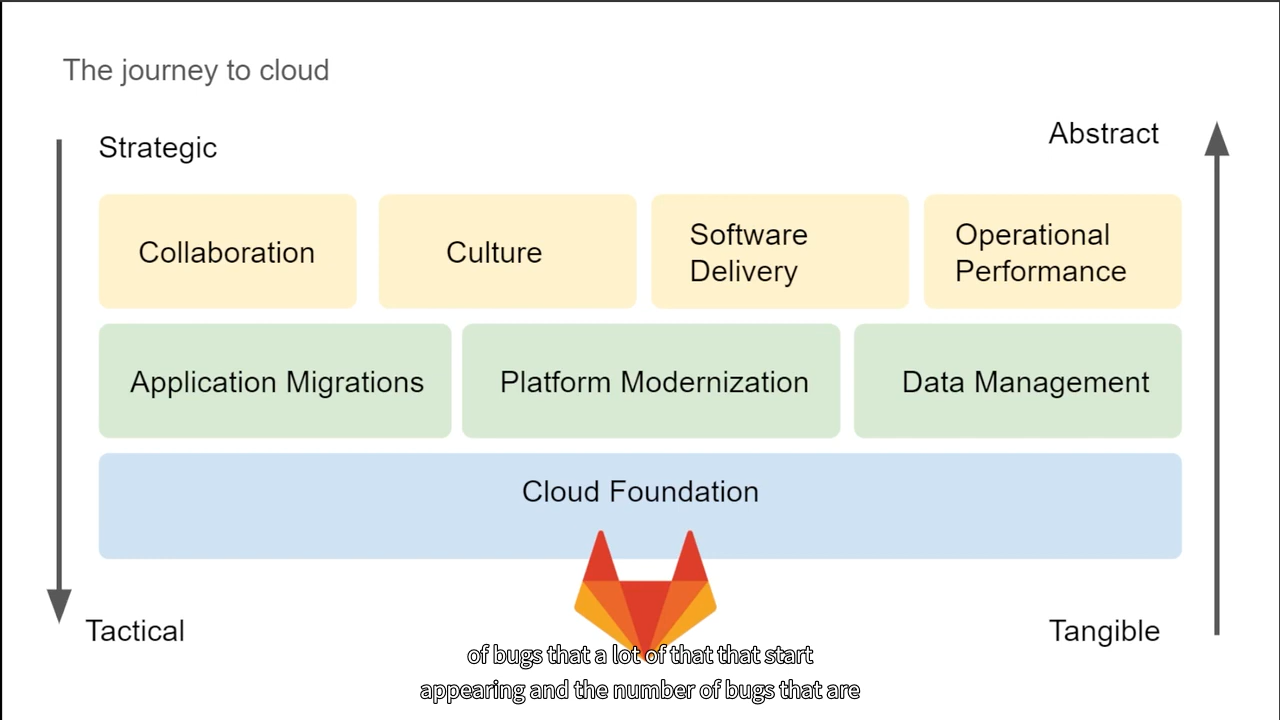 The journey to cloud
Strategic
Abstract
Collaboration
Culture
Software
Delivery
Operational
Performance
Application Migrations
Platform Modernization
Data Management
Cloud Foundation
Tactical
Tangible
of bugs that a lot of that that start
appearing and the number of bugs that are